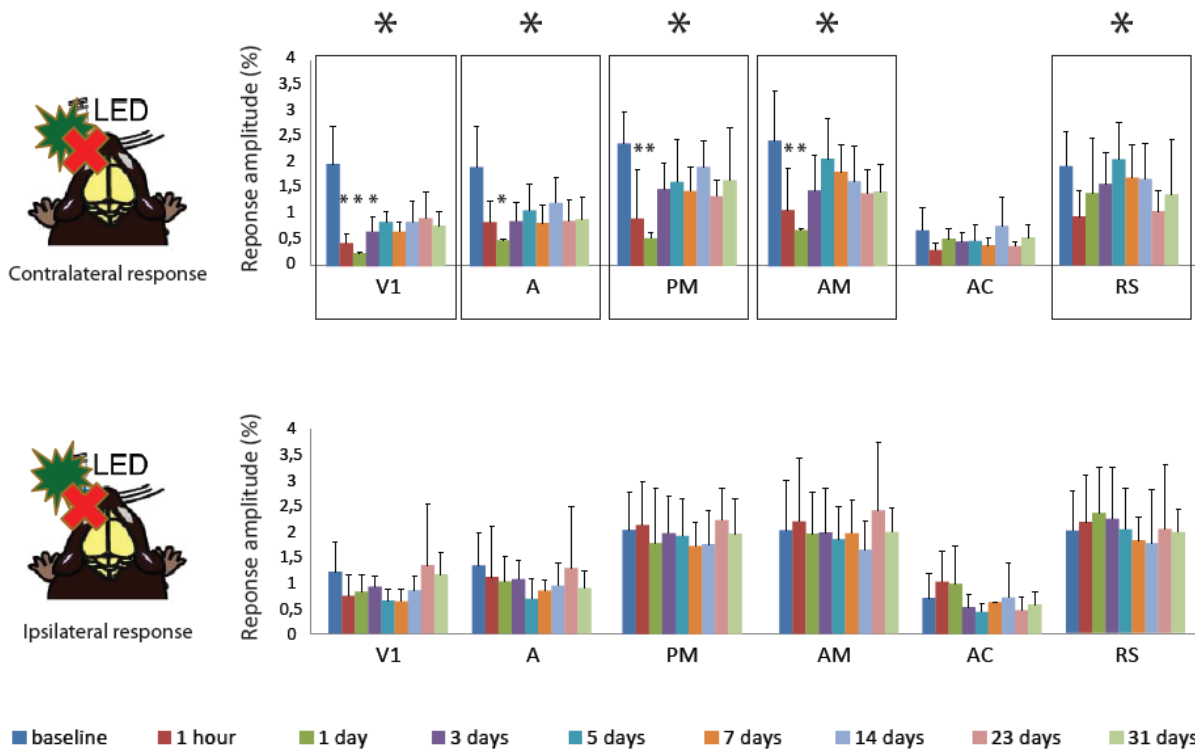 * * * * *
LED
Contralateral response
Reponse amplitude (%)
4
3,5
3
2,5
2
1,5
1
0,5
0
* * *
*
**
**
V1 A PM AM AC RS
LED
Ipsilateral response
Reponse amplitude (%)
4
3,5
3
2,5
2
1,5
1
0,5
0
V1 A PM AM AC RS
baseline 1 hour 1 day 3 days 5 days 7 days 14 days 23 days 31 days